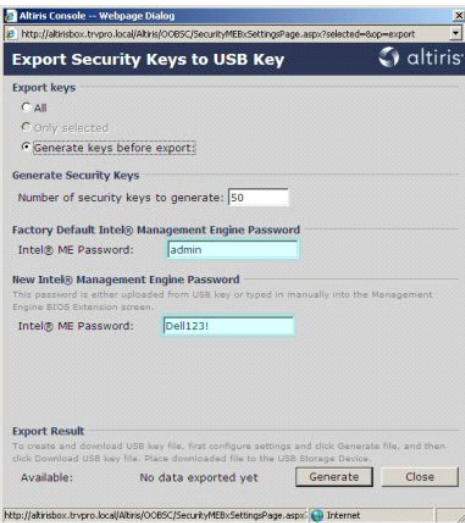 Altiris Console -- Webpage Dialog
http://altirisbox.trvpro.local/Altiris/OOBSC/SecurityMEBxSettingsPage.aspx?selected=&op=export
Export Security Keys to USB Key
altiris
Export keys
All
Only selected
Generate keys before export:
Generate Security Keys
Number of security keys to generate: 50
Factory Default Intel® Management Engine Password
Intel® ME Password: admin
New Intel® Management Engine Password
This password is either uploaded from USB key or typed in manually into the Management
Engine BIOS Extension screen.
Intel® ME Password: Dell123!
Export Result
To create and download USB key file, first configure settings and click Generate file, and then
click Download USB key file. Place downloaded file to the USB Storage Device.
Available: No data exported yet Generate Close
http://altirisbox.trvpro.local/Altiris/OOBSC/SecurityMEBxSettingsPage.aspx Internet